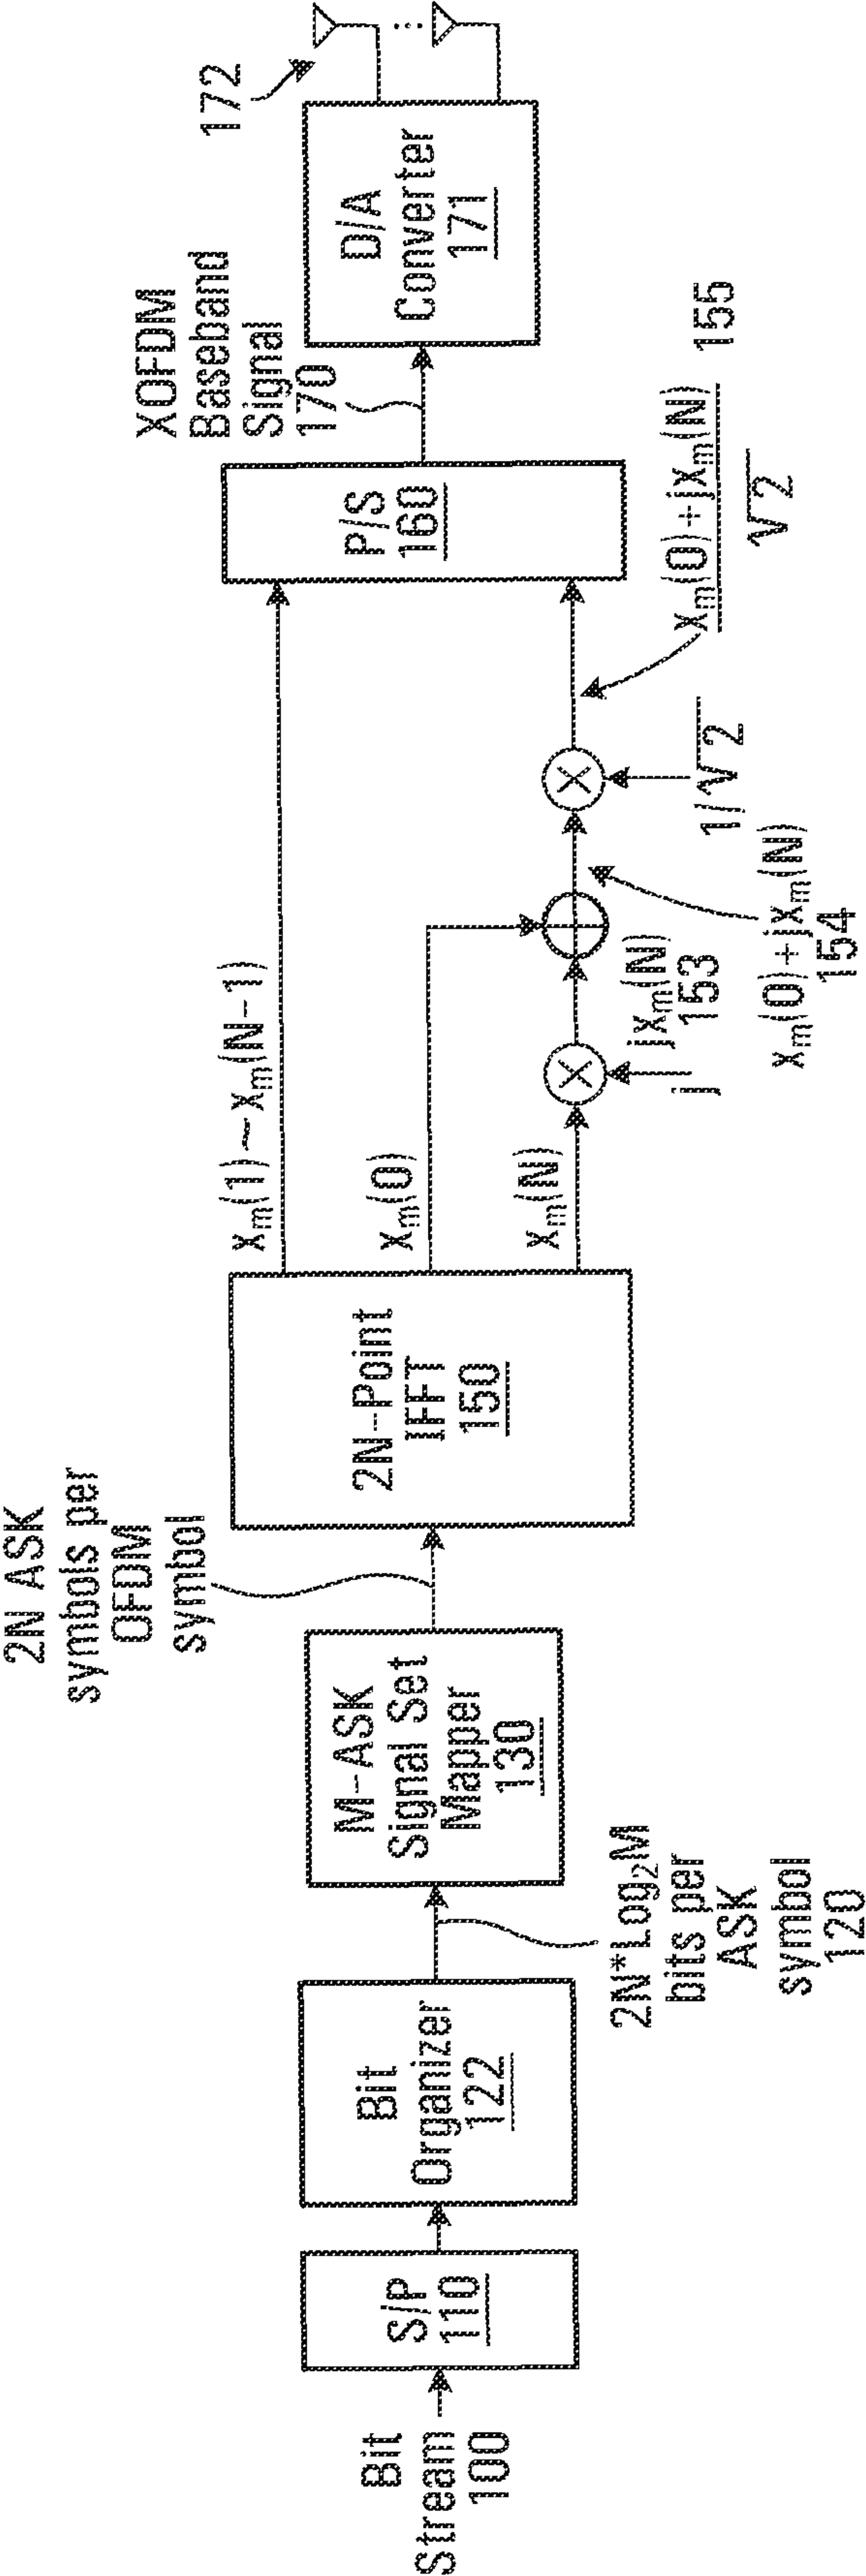 Bit
Stream
100
S/P
110
Bit
Organizer
122
2N*Log₂M
bits per
ASK
symbol
120
M-ASK
Signal Set
Mapper
130
2N ASK
symbols per
OFDM
symbol
2N-Point
IFFT
150
xₘ(1)~xₘ(N-1)
xₘ(0)
xₘ(N)
j
jxₘ(N)
153
xₘ(0)+jxₘ(N)
154
1/√2
xₘ(0)+jxₘ(N)
√2
155
P/S
160
XOFDM
Baseband
Signal
170
D/A
Converter
171
172